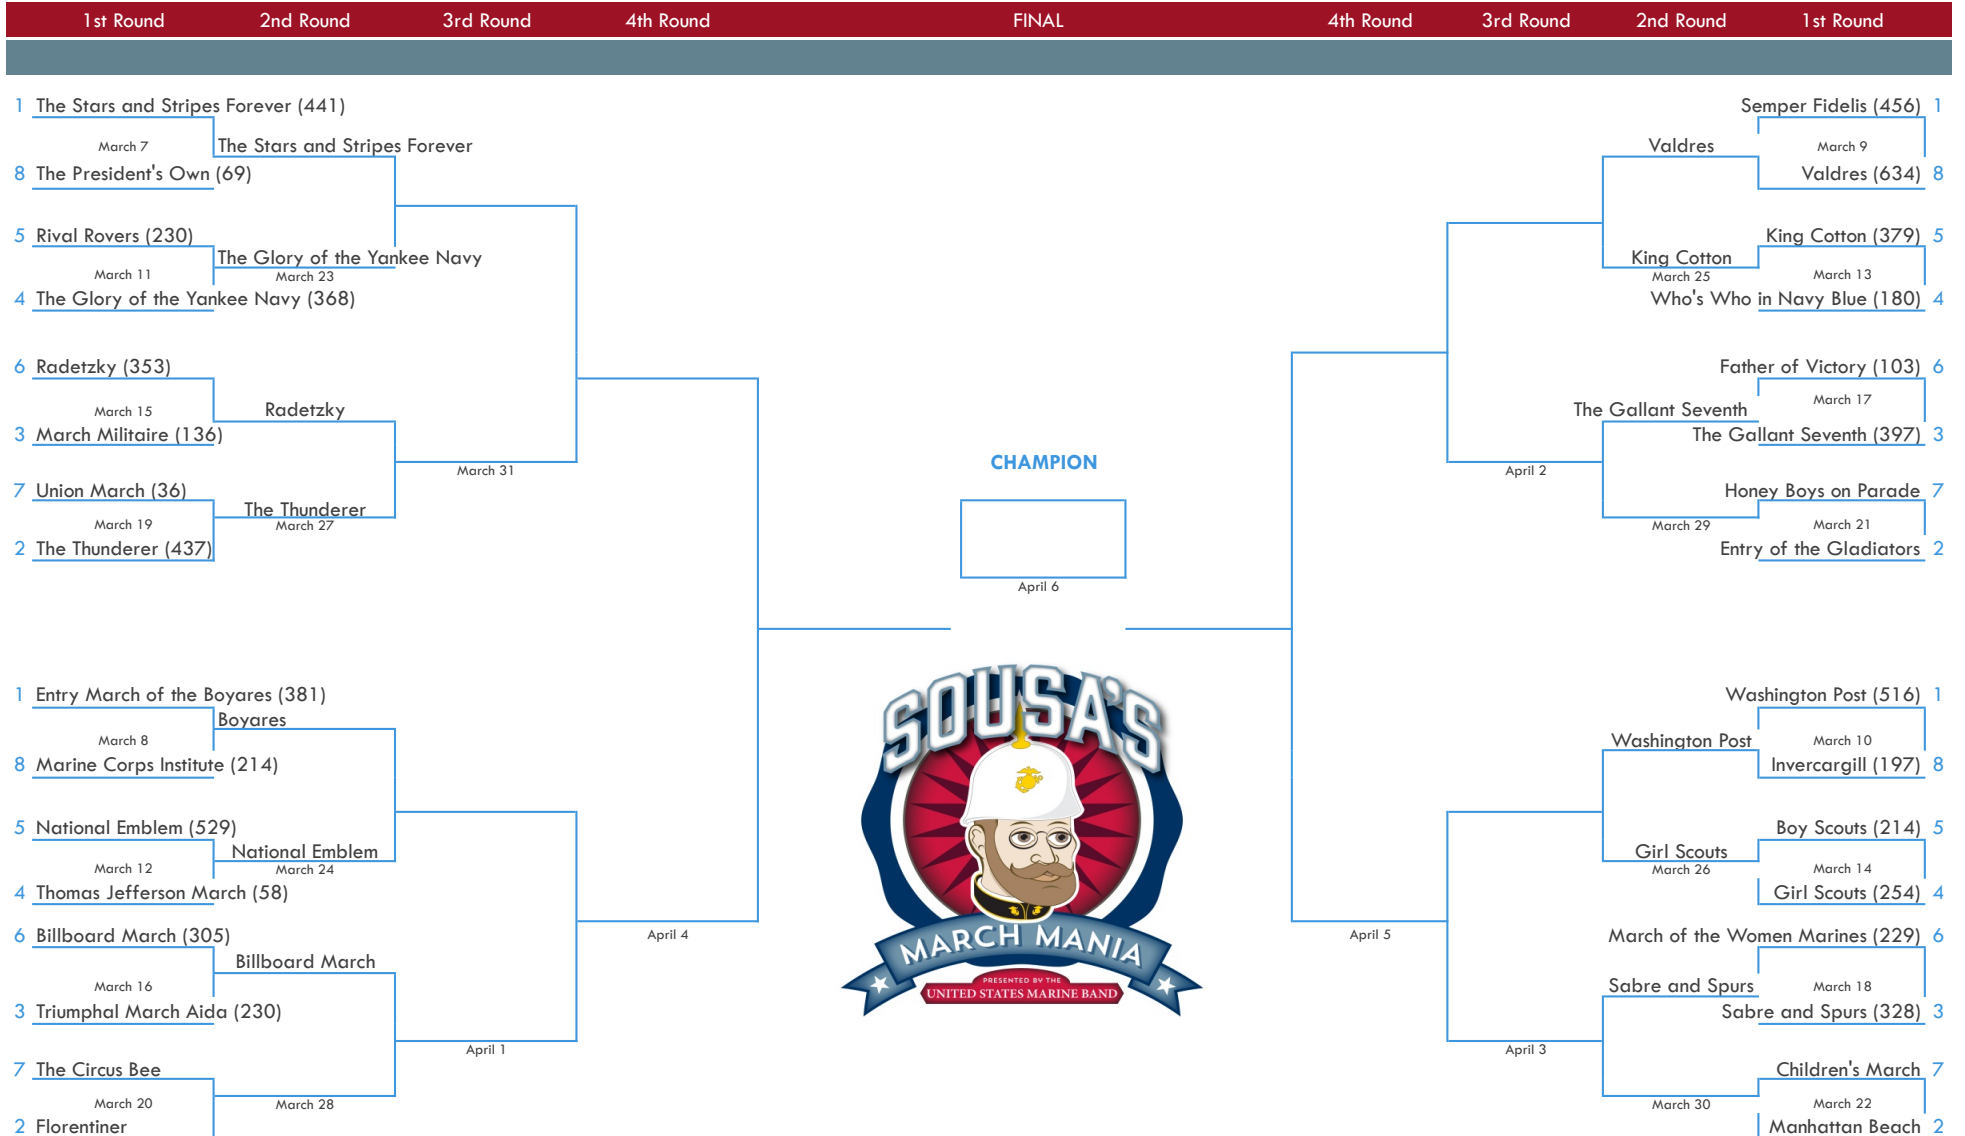 1st Round 2nd Round 3rd Round 4th Round FINAL 4th Round 3rd Round 2nd Round 1st Round
1 The Stars and Stripes Forever (441)
March 7
The Stars and Stripes Forever
8 The President's Own (69)
5 Rival Rovers (230)
March 11
The Glory of the Yankee Navy
March 23
4 The Glory of the Yankee Navy (368)
6 Radetzky (353)
March 15
Radetzky
3 March Militaire (136)
March 31
7 Union March (36)
March 19
The Thunderer
March 27
2 The Thunderer (437)
1 Entry March of the Boyares (381)
Boyares
March 8
8 Marine Corps Institute (214)
5 National Emblem (529)
National Emblem
March 12
March 24
4 Thomas Jefferson March (58)
6 Billboard March (305)
Billboard March
March 16
3 Triumphal March Aida (230)
April 4
April 1
7 The Circus Bee
March 20
March 28
2 Florentiner
CHAMPION
April 6
SOUSA'S
MARCH MANIA
PRESENTED BY THE
UNITED STATES MARINE BAND
Semper Fidelis (456) 1
Valdres
March 9
Valdres (634) 8
King Cotton (379) 5
King Cotton
March 25
March 13
Who's Who in Navy Blue (180) 4
Father of Victory (103) 6
March 17
The Gallant Seventh
The Gallant Seventh (397) 3
April 2
Honey Boys on Parade 7
March 29
March 21
Entry of the Gladiators 2
Washington Post (516) 1
Washington Post
March 10
Invercargill (197) 8
Boy Scouts (214) 5
Girl Scouts
March 26
March 14
Girl Scouts (254) 4
April 5
March of the Women Marines (229) 6
Sabre and Spurs
March 18
Sabre and Spurs (328) 3
April 3
Children's March 7
March 30
March 22
Manhattan Beach 2